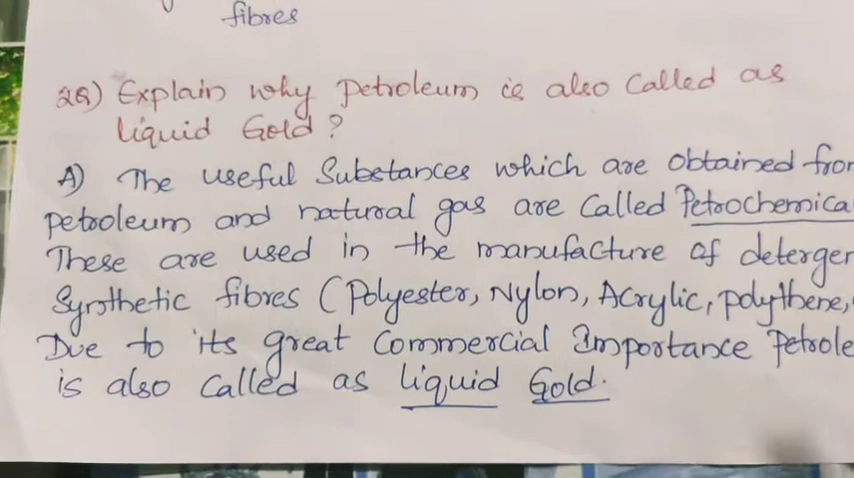 fibres
2Q) Explain why petroleum is also called as
liquid Gold?
A) The useful Substances which are obtained from
petroleum and natural gas are called Petrochemica
These are used in the manufacture of deterger
Synthetic fibres (Polyester, Nylon, Acrylic, polythene,
Due to its great Commercial Importance Petrole
is also called as liquid Gold.